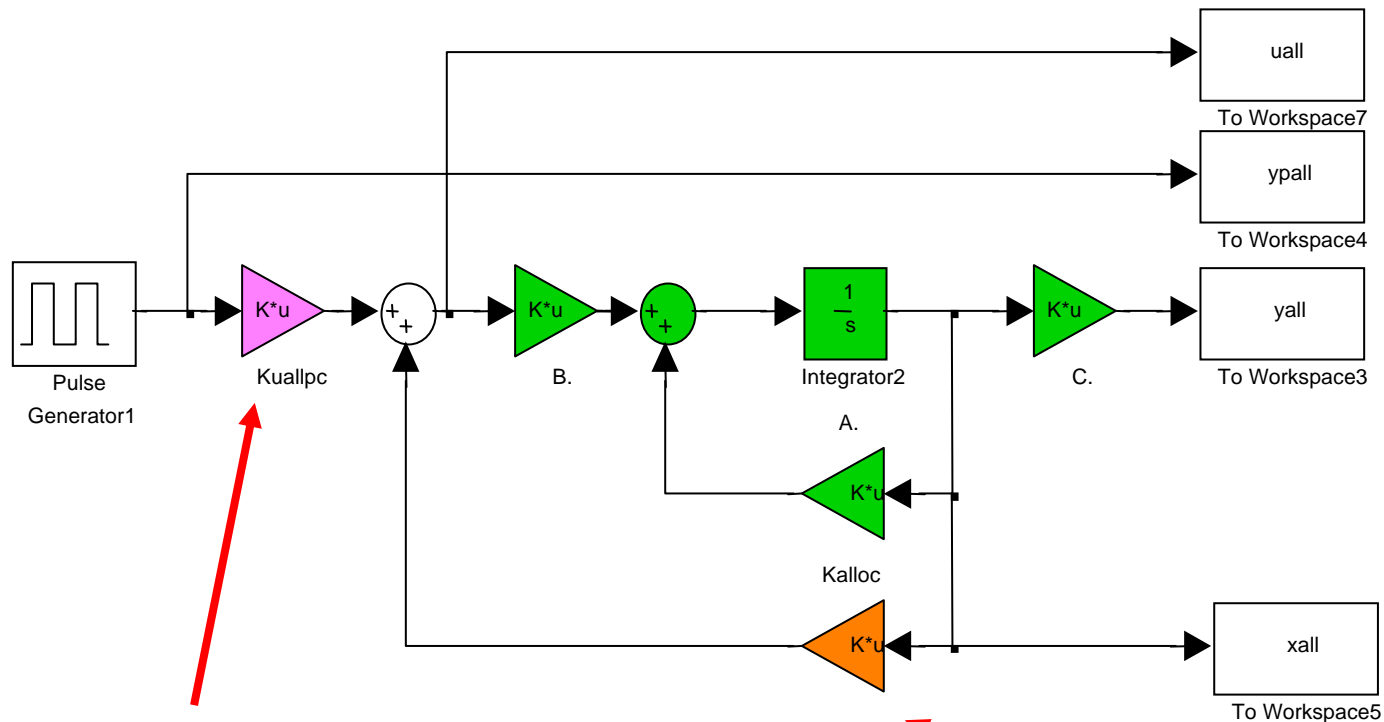 uall
To Workspace7
ypall
To Workspace4
Pulse
Generator1
K*u
Kuallpc
+
+
K*u
B.
+
+
1
s
Integrator2
K*u
C.
yall
To Workspace3
A.
K*u
Kalloc
K*u
xall
To Workspace5